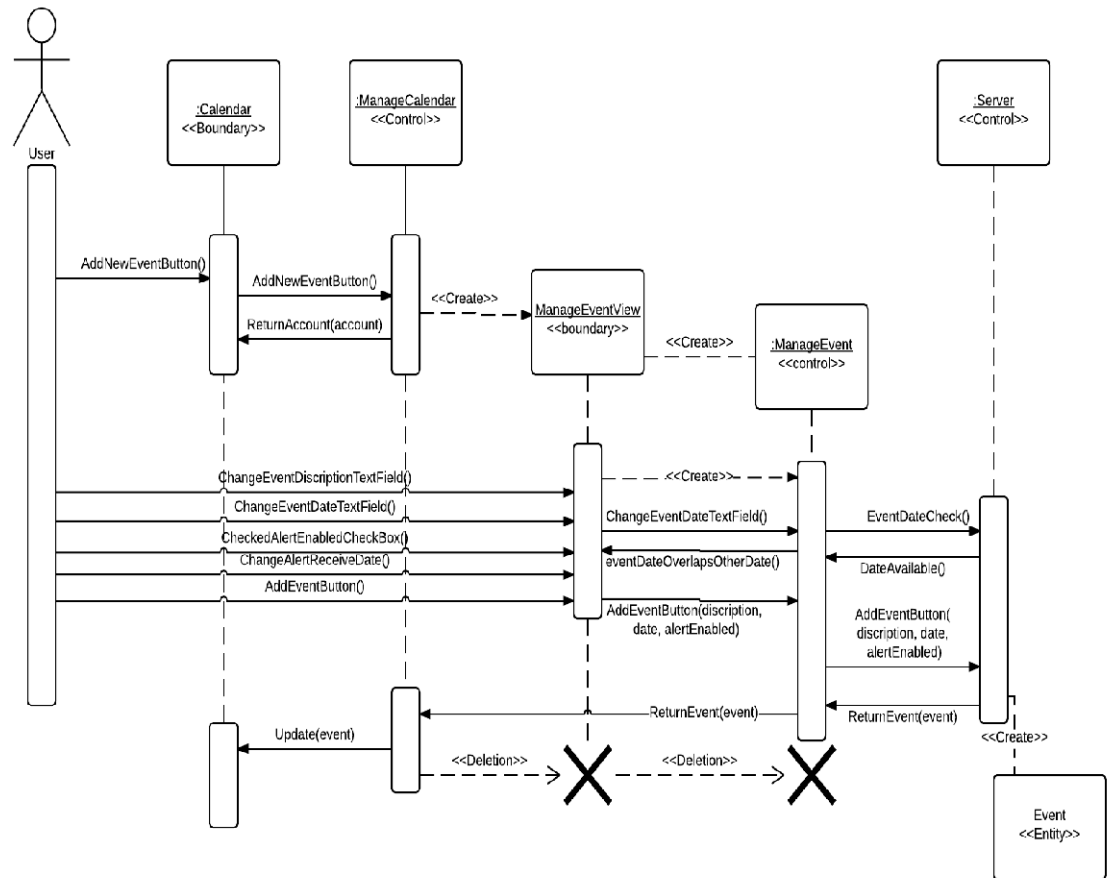 User
:Calendar
<<Boundary>>
:ManageCalendar
<<Control>>
:Server
<<Control>>
AddNewEventButton()
AddNewEventButton()
ReturnAccount(account)
<<Create>>
ManageEventView
<<boundary>>
<<Create>>
:ManageEvent
<<control>>
ChangeEventDiscriptionTextField()
<<Create>>
ChangeEventDateTextField()
ChangeEventDateTextField()
EventDateCheck()
CheckedAlertEnabledCheckBox()
eventDateOverlapsOtherDate()
DateAvailable()
ChangeAlertReceiveDate()
AddEventButton()
AddEventButton(discription,
date, alertEnabled)
AddEventButton(
discription, date,
alertEnabled)
ReturnEvent(event)
ReturnEvent(event)
Update(event)
<<Create>>
<<Deletion>>
<<Deletion>>
Event
<<Entity>>